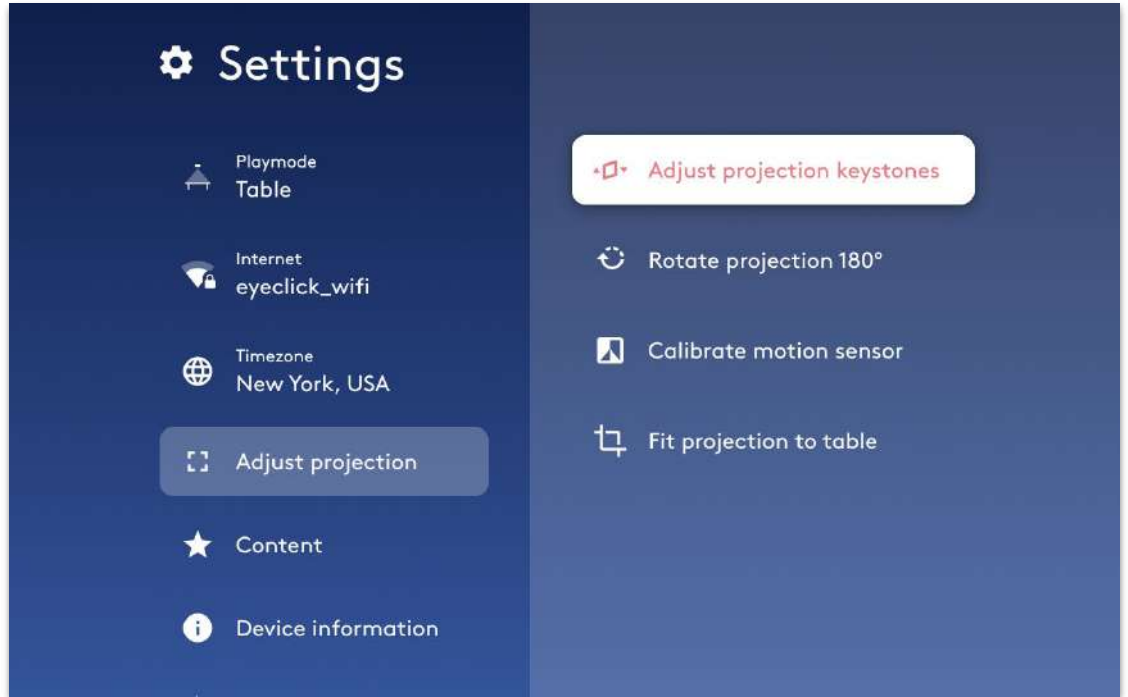 Settings
Playmode
Table
Internet
eyeclick_wifi
Timezone
New York, USA
Adjust projection
Content
Device information
Adjust projection keystones
Rotate projection 180°
Calibrate motion sensor
Fit projection to table